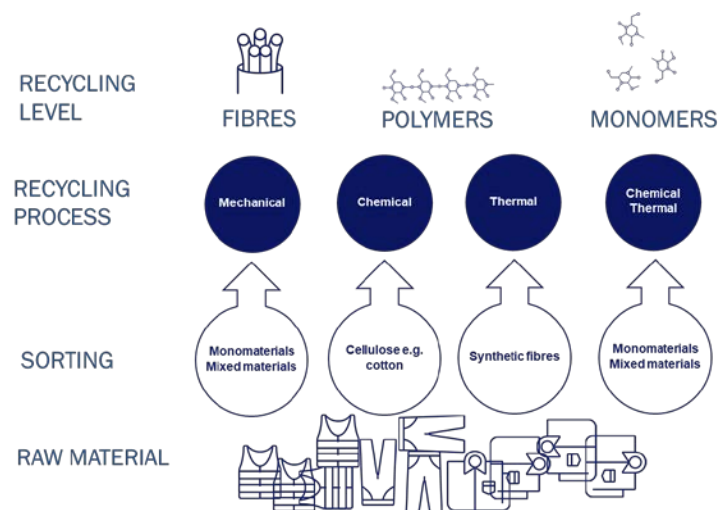 RECYCLING
LEVEL
FIBRES
POLYMERS
MONOMERS
RECYCLING
PROCESS
Mechanical
Chemical
Thermal
Chemical
Thermal
SORTING
Monomaterials
Mixed materials
Cellulose e.g.
cotton
Synthetic fibres
Monomaterials
Mixed materials
RAW MATERIAL